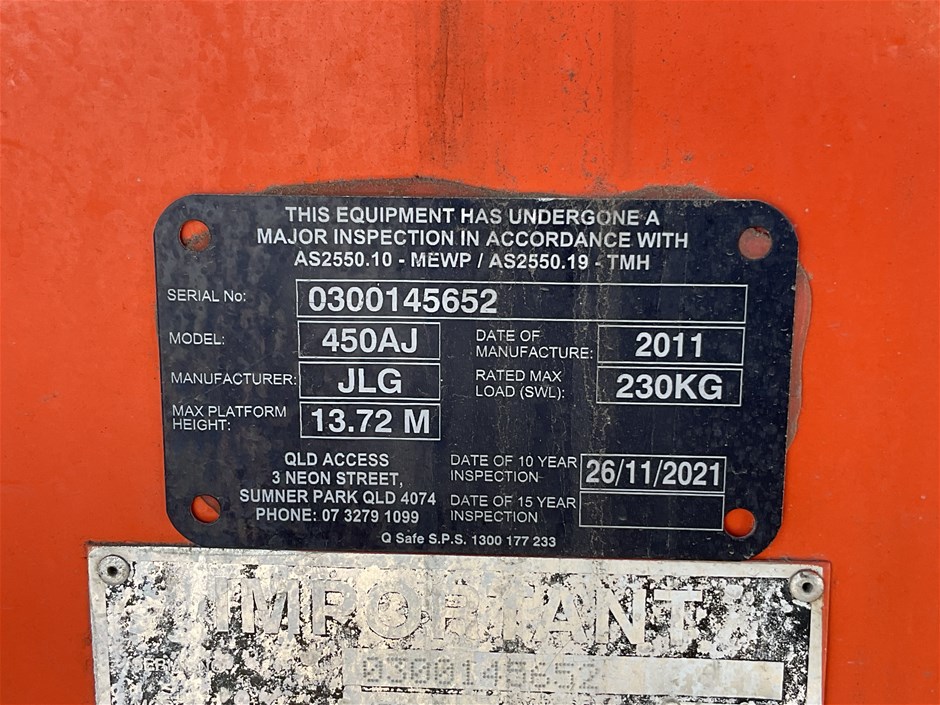 THIS EQUIPMENT HAS UNDERGONE A
MAJOR INSPECTION IN ACCORDANCE WITH
AS2550.10 - MEWP / AS2550.19 - TMH
SERIAL No: 0300145652
MODEL: 450AJ
DATE OF MANUFACTURE: 2011
MANUFACTURER: JLG
RATED MAX LOAD (SWL): 230KG
MAX PLATFORM HEIGHT: 13.72 M
QLD ACCESS
3 NEON STREET,
SUMNER PARK QLD 4074
PHONE: 07 3279 1099
DATE OF 10 YEAR INSPECTION 26/11/2021
DATE OF 15 YEAR INSPECTION
Q Safe S.P.S. 1300 177 233
IMPORTANT
0300145652